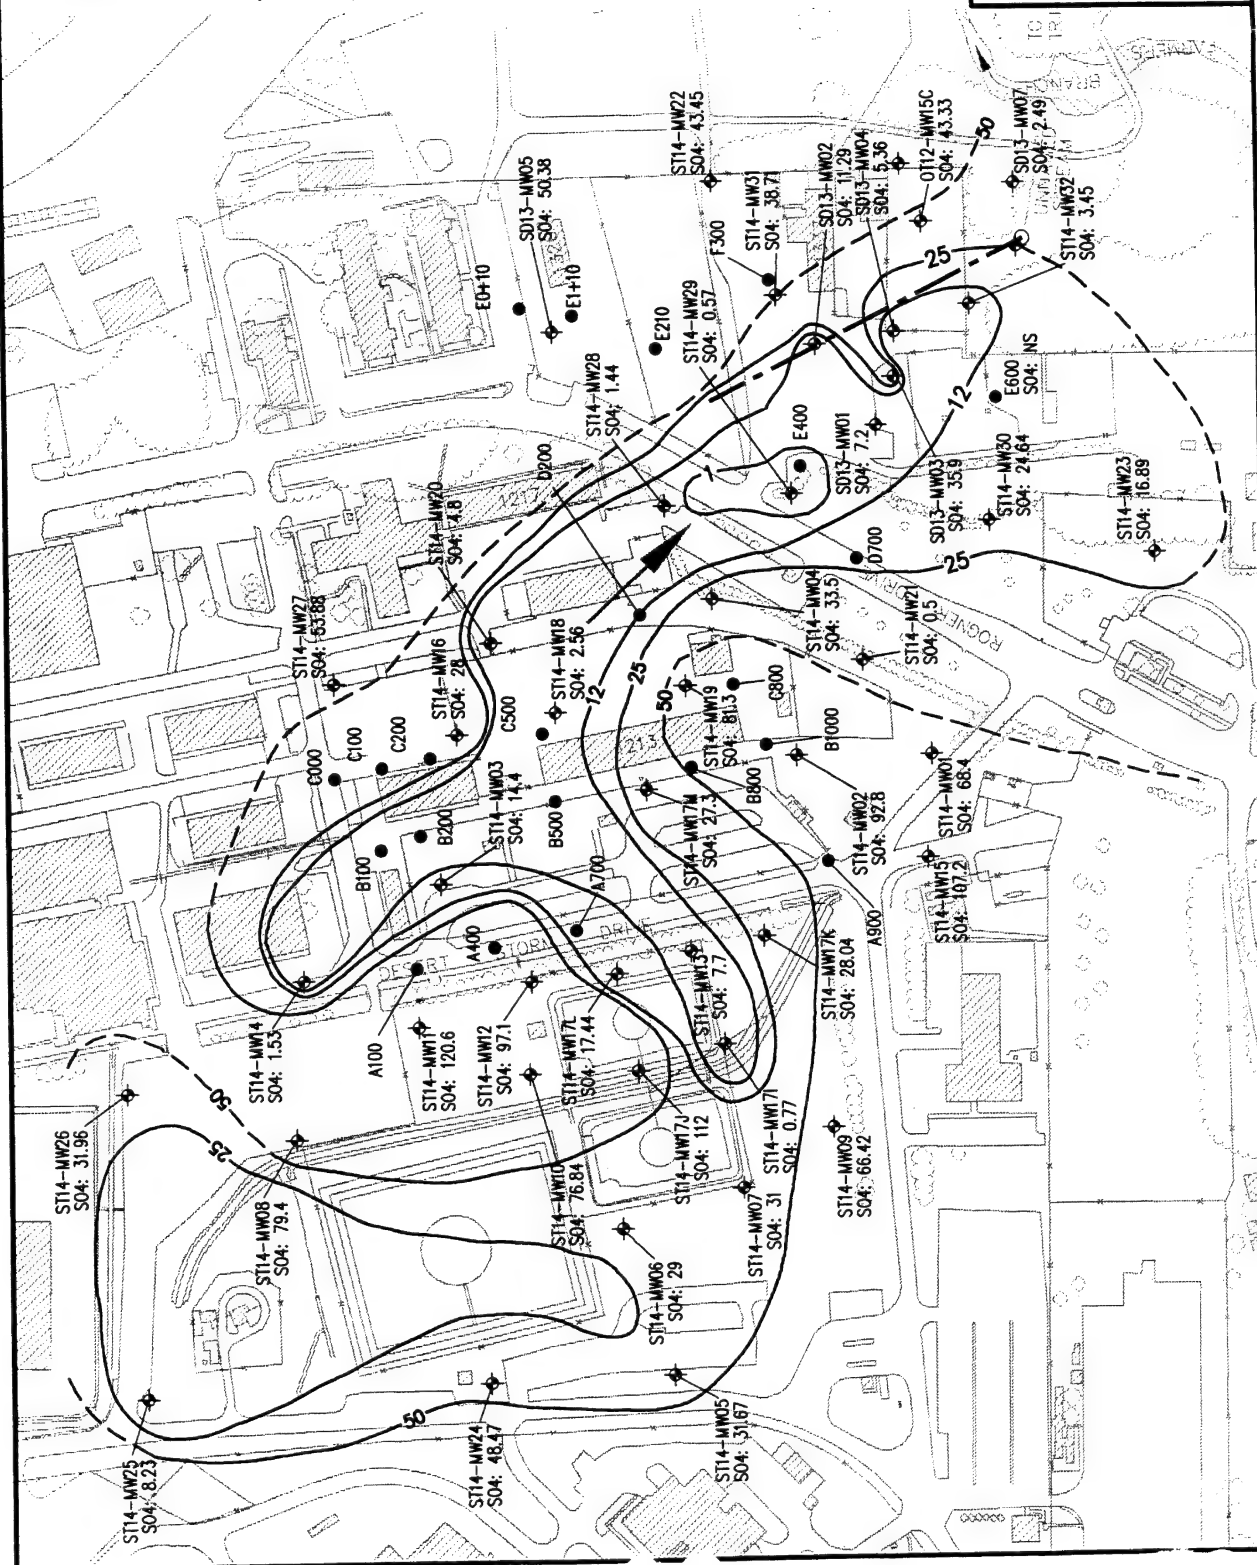 ST14-MW25
SO4: 8.23
ST14-MW26
SO4: 31.96
ST14-MW08
SO4: 79.4
ST14-MW14
SO4: 1.53
ST14-MW27
SO4: 53.88
ST14-MW20
SO4: 4.8
ST14-MW16
SO4: 28
ST14-MW03
SO4: 14.4
ST14-MW11
SO4: 120.6
ST14-MW12
SO4: 97.1
ST14-MW17L
SO4: 17.44
ST14-MW10
SO4: 76.84
ST14-MW17J
SO4: 112
ST14-MW24
SO4: 48.47
ST14-MW06
SO4: 29
ST14-MW05
SO4: 31.67
ST14-MW07
SO4: 31
ST14-MW17I
SO4: 0.77
ST14-MW13
SO4: 7.7
ST14-MW17K
SO4: 28.04
ST14-MW09
SO4: 66.42
ST14-MW17M
SO4: 27.3
ST14-MW18
SO4: 2.56
ST14-MW19
SO4: 81.3
ST14-MW02
SO4: 92.8
ST14-MW15
SO4: 107.2
ST14-MW01
SO4: 68.4
ST14-MW04
SO4: 33.5
ST14-MW21
SO4: 0.5
ST14-MW28
SO4: 1.44
ST14-MW29
SO4: 0.57
SD13-MW05
SO4: 50.38
ST14-MW22
SO4: 43.45
ST14-MW31
SO4: 38.71
SD13-MW02
SO4: 11.29
SD13-MW04
SO4: 5.36
OT12-MW15C
SO4: 43.33
SD13-MW07
SO4: 2.49
ST14-MW32
SO4: 3.45
SD13-MW01
SO4: 7.2
SD13-MW03
SO4: 35.9
ST14-MW30
SO4: 24.64
ST14-MW23
SO4: 16.89
E600
SO4: NS
A100
A400
A700
A900
B100
B200
B500
B800
B1000
C000
C100
C200
C500
C800
D200
D700
E0+10
E1+10
E210
E400
F300
50
25
50
12
25
50
25
12
25
50
DESERT
STORM
DRIVE
FARMERS
BRANCH
1217